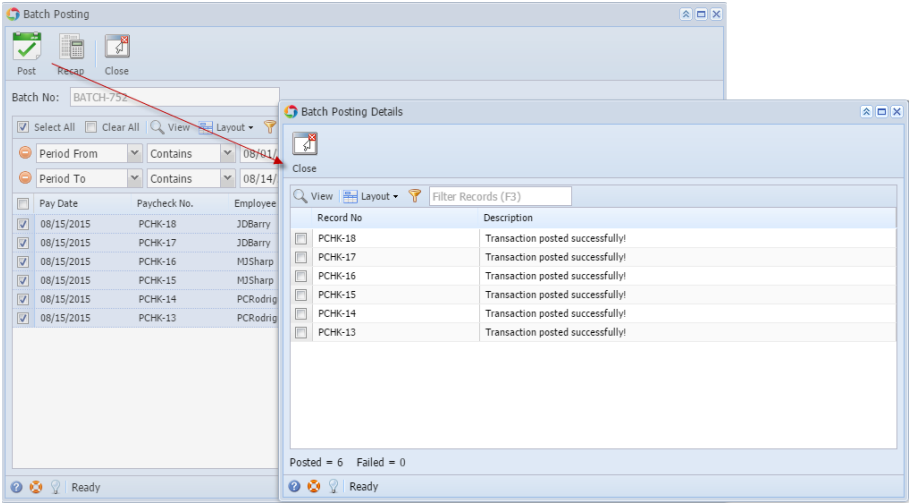 Batch Posting
Post Recap Close
Batch No: BATCH-752
Select All Clear All View Layout
Period From Contains 08/01/
Period To Contains 08/14/
Pay Date Paycheck No. Employee
08/15/2015 PCHK-18 JDBarry
08/15/2015 PCHK-17 JDBarry
08/15/2015 PCHK-16 MJSharp
08/15/2015 PCHK-15 MJSharp
08/15/2015 PCHK-14 PCRodrig
08/15/2015 PCHK-13 PCRodrig
Ready
Batch Posting Details
Close
View Layout Filter Records (F3)
Record No Description
PCHK-18 Transaction posted successfully!
PCHK-17 Transaction posted successfully!
PCHK-16 Transaction posted successfully!
PCHK-15 Transaction posted successfully!
PCHK-14 Transaction posted successfully!
PCHK-13 Transaction posted successfully!
Posted = 6 Failed = 0
Ready